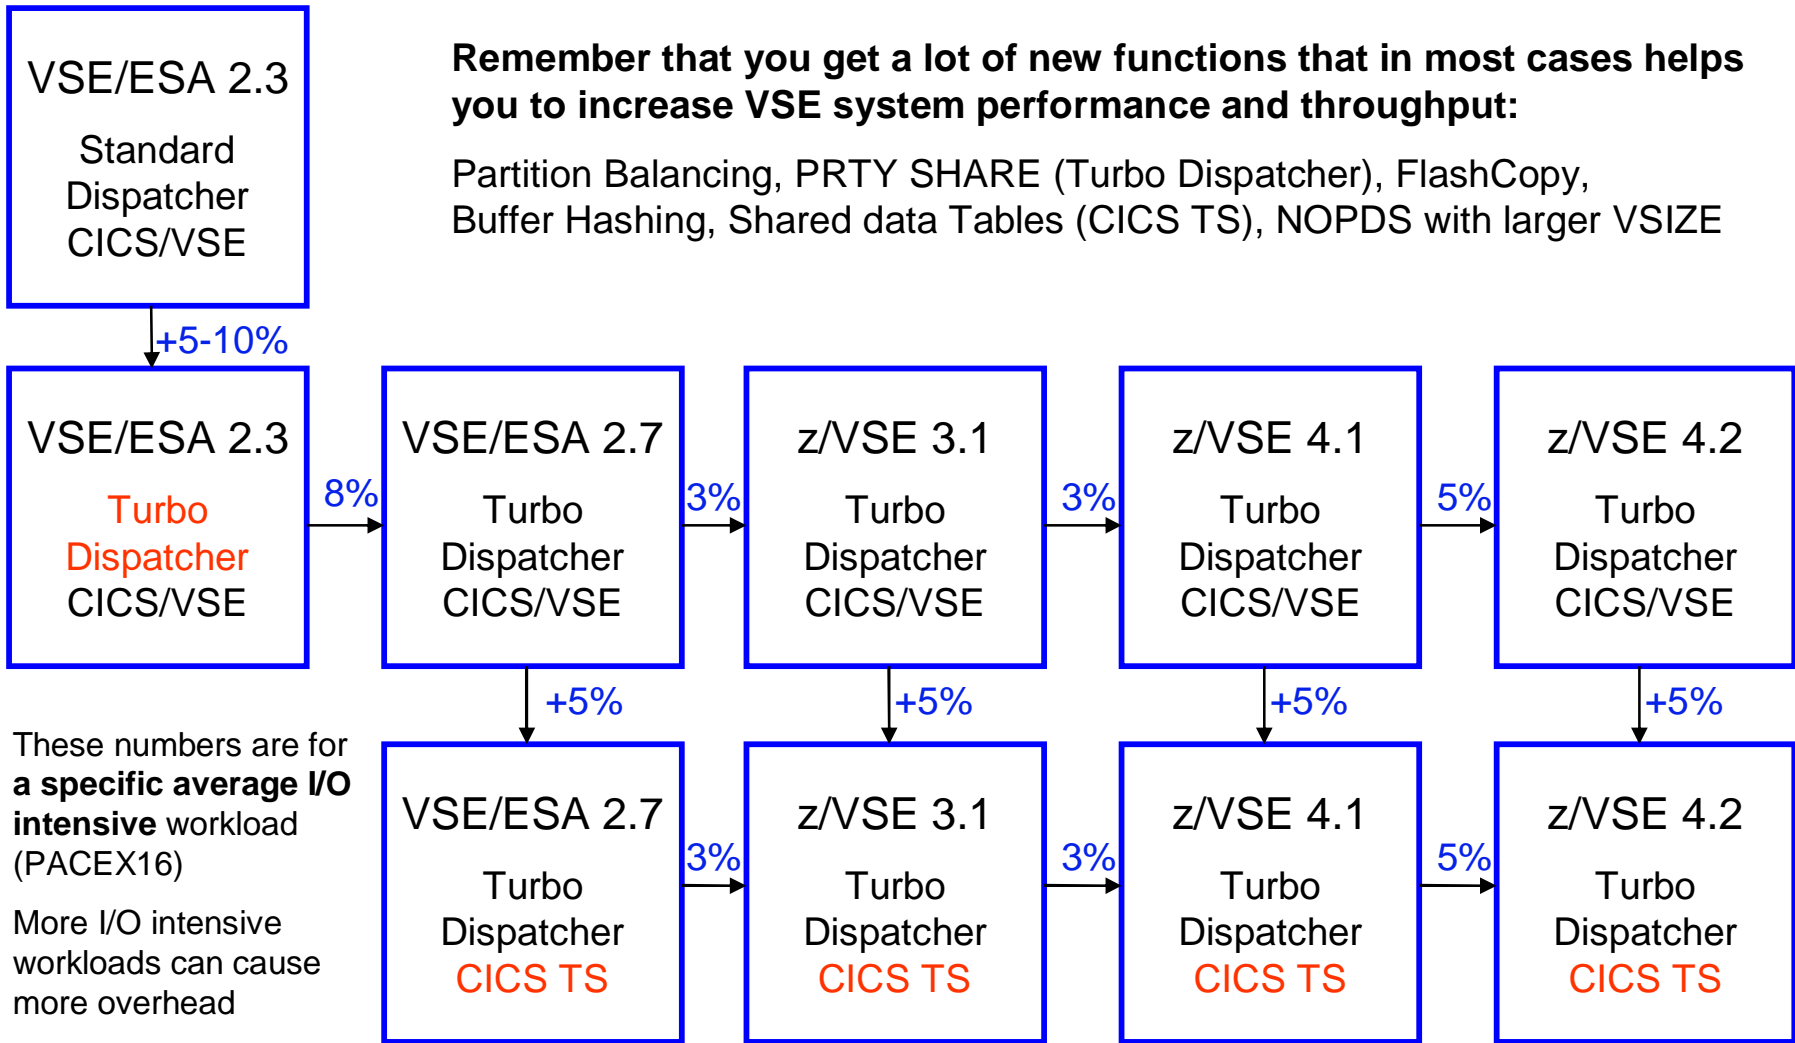 VSE/ESA 2.3
Standard
Dispatcher
CICS/VSE
Remember that you get a lot of new functions that in most cases helps
you to increase VSE system performance and throughput:
Partition Balancing, PRTY SHARE (Turbo Dispatcher), FlashCopy,
Buffer Hashing, Shared data Tables (CICS TS), NOPDS with larger VSIZE
+5-10%
VSE/ESA 2.3
Turbo
Dispatcher
CICS/VSE
8%
VSE/ESA 2.7
Turbo
Dispatcher
CICS/VSE
3%
z/VSE 3.1
Turbo
Dispatcher
CICS/VSE
3%
z/VSE 4.1
Turbo
Dispatcher
CICS/VSE
5%
z/VSE 4.2
Turbo
Dispatcher
CICS/VSE
+5%
+5%
+5%
+5%
These numbers are for
a specific average I/O
intensive workload
(PACEX16)
More I/O intensive
workloads can cause
more overhead
VSE/ESA 2.7
Turbo
Dispatcher
CICS TS
3%
z/VSE 3.1
Turbo
Dispatcher
CICS TS
3%
z/VSE 4.1
Turbo
Dispatcher
CICS TS
5%
z/VSE 4.2
Turbo
Dispatcher
CICS TS